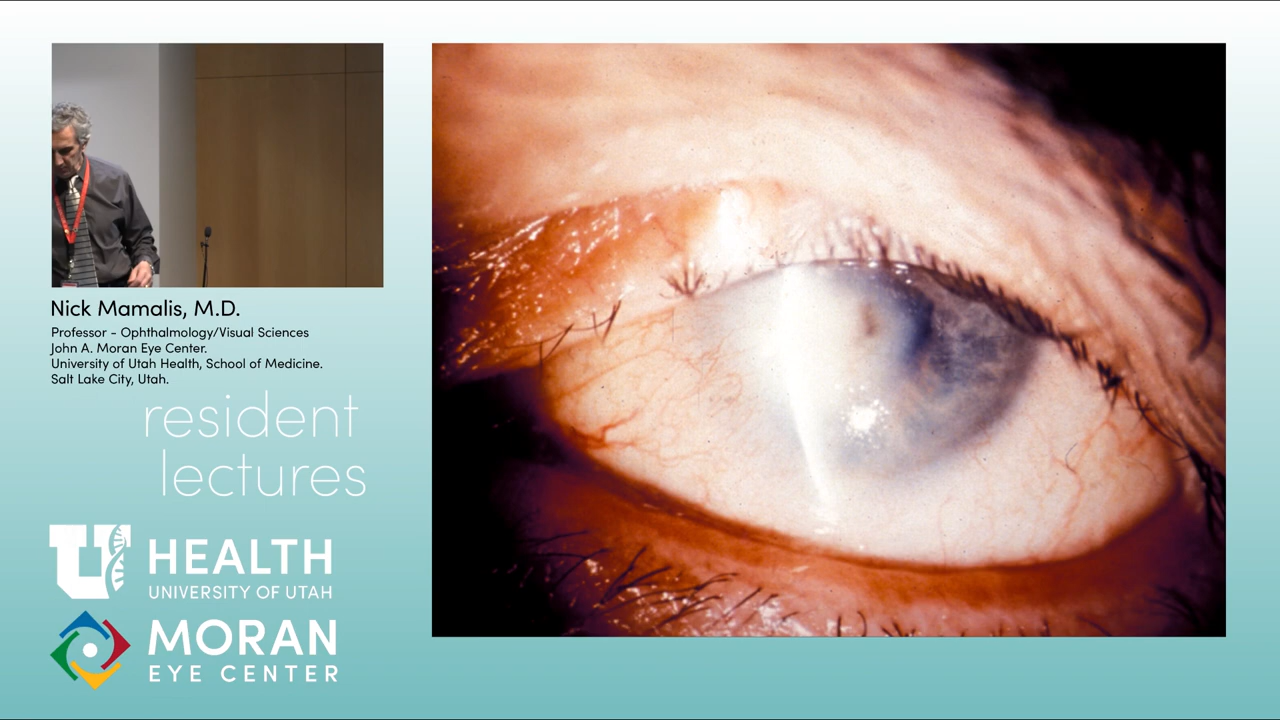 Nick Mamalis, M.D.
Professor - Ophthalmology/Visual Sciences
John A. Moran Eye Center.
University of Utah Health, School of Medicine.
Salt Lake City, Utah.
resident
lectures
U HEALTH
UNIVERSITY OF UTAH
MORAN
EYE CENTER